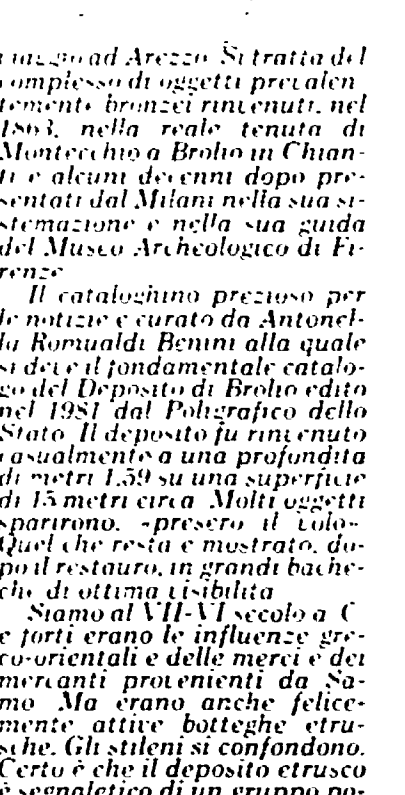 maggio ad Arezzo. Si tratta del
complesso di oggetti prevalen-
temente bronzei rinvenuti, nel
1863, nella reale tenuta di
Montecchio a Brolio in Chian-
ti e alcuni decenni dopo pre-
sentati dal Milani nella sua si-
stemazione e nella sua guida
del Museo Archeologico di Fi-
renze
Il cataloghino prezioso per
le notizie è curato da Antonel-
la Romualdi Benini alla quale
si deve il fondamentale catalo-
go del Deposito di Brolio edito
nel 1981 dal Poligrafico dello
Stato. Il deposito fu rinvenuto
casualmente a una profondità
di metri 1.59 su una superficie
di 15 metri circa. Molti oggetti
sparirono, «presero il volo».
Quel che resta è mostrato, do-
po il restauro, in grandi bache-
che di ottima visibilità
Siamo al VII-VI secolo a. C.
e forti erano le influenze gre-
co-orientali e delle merci e dei
mercanti provenienti da Sa-
mo. Ma erano anche felice-
mente attive botteghe etru-
sche. Gli stileni si confondono.
Certo è che il deposito etrusco
è segnaletico di un gruppo po-